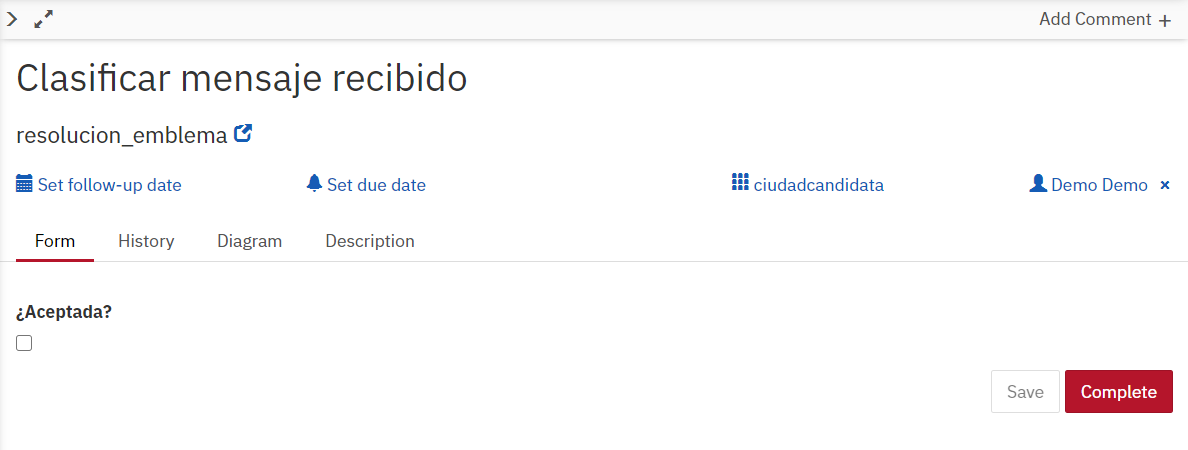 Add Comment +
Clasificar mensaje recibido
resolucion_emblema
Set follow-up date Set due date ciudadcandidata Demo Demo ×
Form History Diagram Description
¿Aceptada?
Save Complete